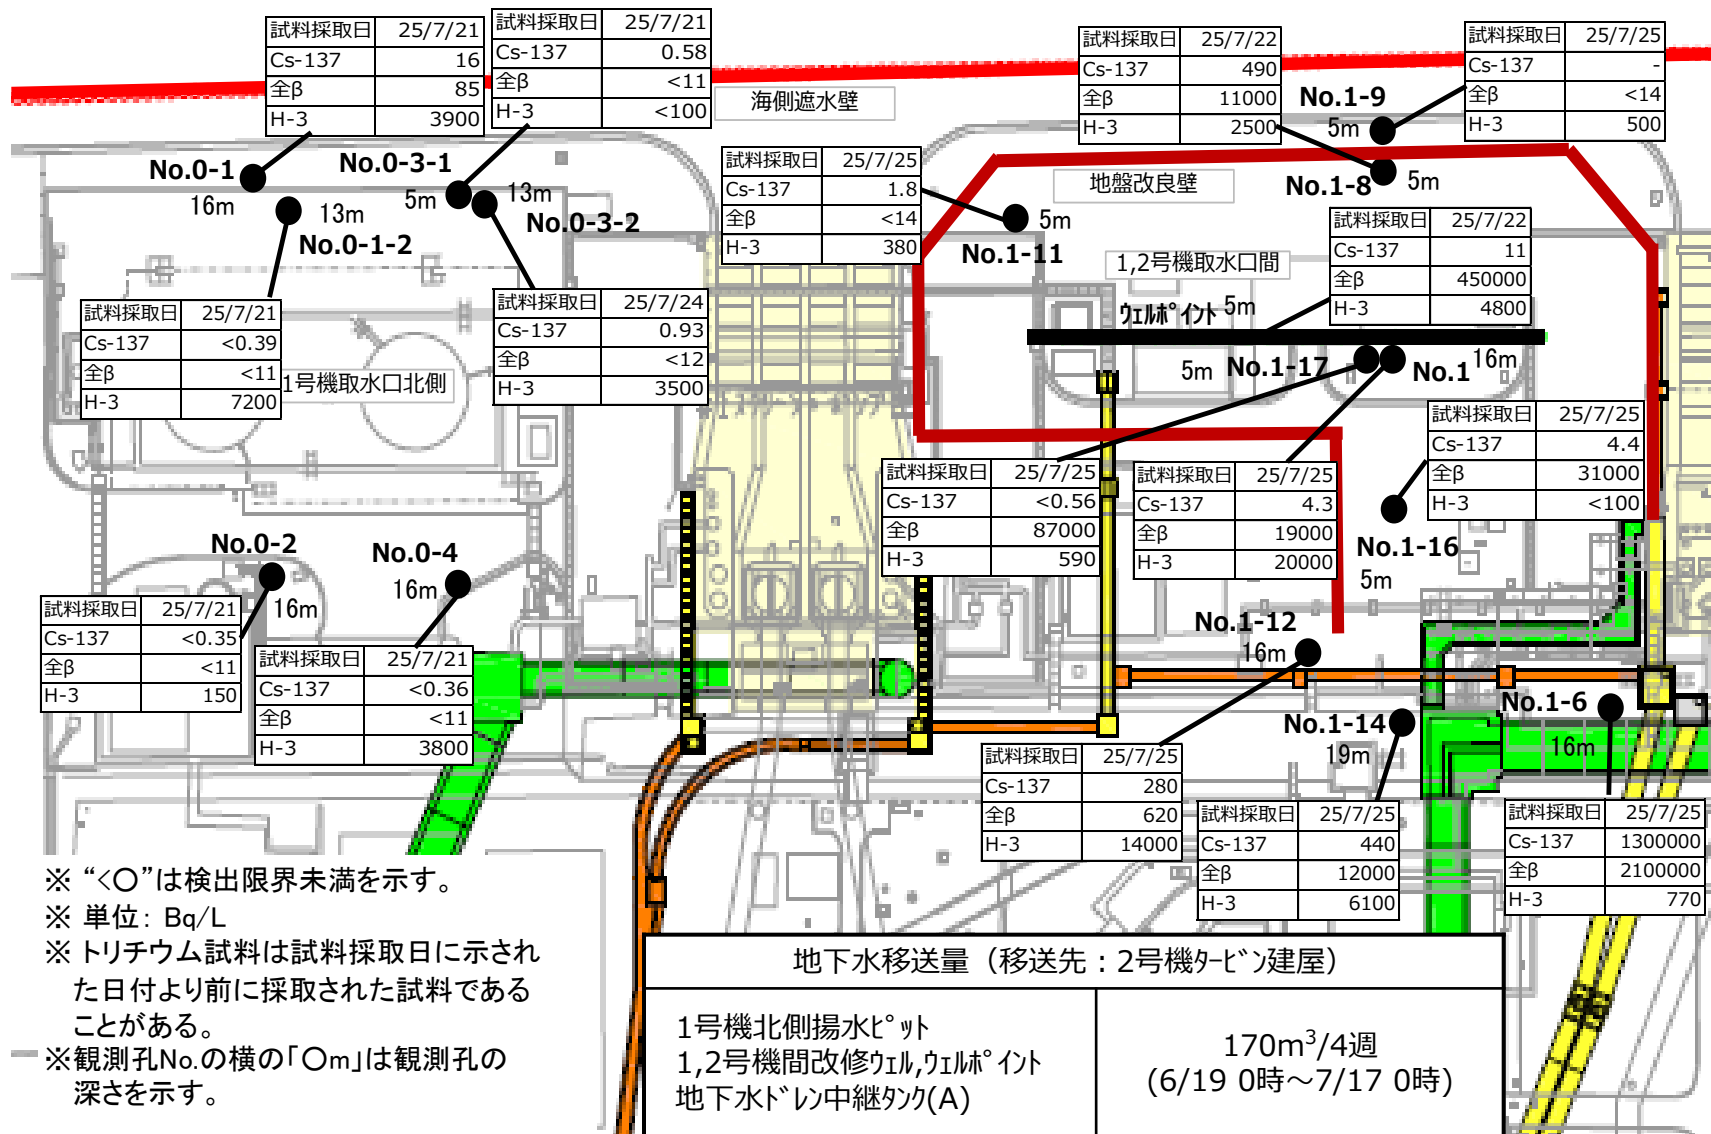 試料採取日 25/7/21
Cs-137 16
全β 85
H-3 3900
試料採取日 25/7/21
Cs-137 0.58
全β <11
H-3 <100
海側遮水壁
試料採取日 25/7/22
Cs-137 490
全β 11000
H-3 2500
No.1-9
5m
試料採取日 25/7/25
Cs-137 -
全β <14
H-3 500
No.0-1
16m
No.0-3-1
5m
13m
No.0-3-2
13m
No.0-1-2
試料採取日 25/7/25
Cs-137 1.8
全β <14
H-3 380
5m
No.1-11
地盤改良壁
No.1-8
5m
試料採取日 25/7/22
Cs-137 11
全β 450000
H-3 4800
1,2号機取水口間
ウェルポイント 5m
試料採取日 25/7/21
Cs-137 <0.39
全β <11
H-3 7200
1号機取水口北側
試料採取日 25/7/24
Cs-137 0.93
全β <12
H-3 3500
5m No.1-17
No.1 16m
試料採取日 25/7/25
Cs-137 4.4
全β 31000
H-3 <100
試料採取日 25/7/25
Cs-137 <0.56
全β 87000
H-3 590
試料採取日 25/7/25
Cs-137 4.3
全β 19000
H-3 20000
No.1-16
5m
No.0-2
16m
No.0-4
16m
試料採取日 25/7/21
Cs-137 <0.35
全β <11
H-3 150
試料採取日 25/7/21
Cs-137 <0.36
全β <11
H-3 3800
No.1-12
16m
No.1-14
19m
No.1-6
16m
試料採取日 25/7/25
Cs-137 280
全β 620
H-3 14000
試料採取日 25/7/25
Cs-137 440
全β 12000
H-3 6100
試料採取日 25/7/25
Cs-137 1300000
全β 2100000
H-3 770
※ “<○”は検出限界未満を示す。
※ 単位: Bq/L
※ トリチウム試料は試料採取日に示され
た日付より前に採取された試料である
ことがある。
※観測孔No.の横の「○m」は観測孔の
深さを示す。
地下水移送量（移送先：2号機タービン建屋）
1号機北側揚水ピット
1,2号機間改修ウェル,ウェルポイント
地下水ドレン中継タンク(A)
170m³/4週
(6/19 0時～7/17 0時)